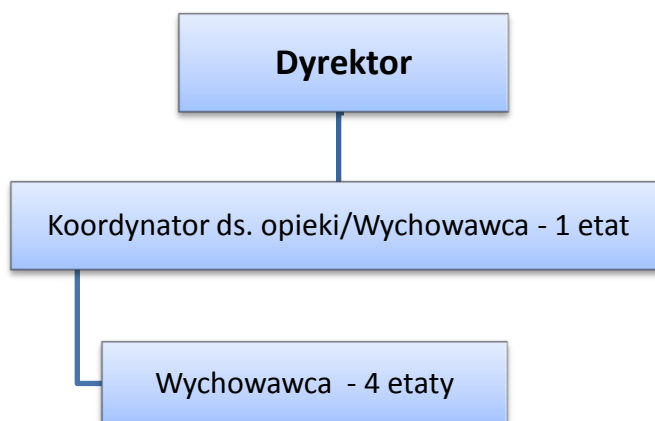 Dyrektor
Koordynator ds. opieki/Wychowawca - 1 etat
Wychowawca - 4 etaty